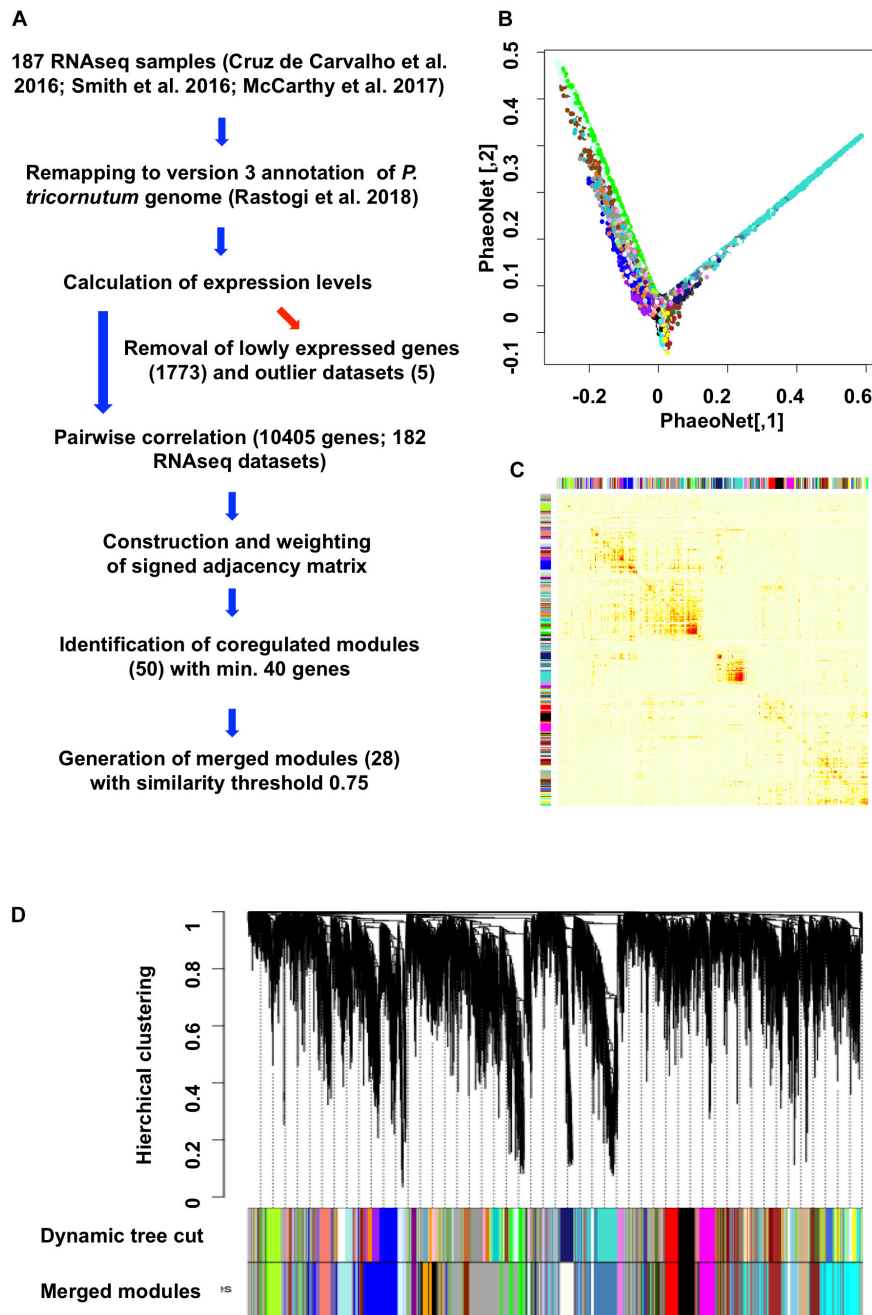 A
187 RNAseq samples (Cruz de Carvalho et al.
2016; Smith et al. 2016; McCarthy et al. 2017)
Remapping to version 3 annotation of P.
tricornutum genome (Rastogi et al. 2018)
Calculation of expression levels
Removal of lowly expressed genes
(1773) and outlier datasets (5)
Pairwise correlation (10405 genes; 182
RNAseq datasets)
Construction and weighting
of signed adjacency matrix
Identification of coregulated modules
(50) with min. 40 genes
Generation of merged modules (28)
with similarity threshold 0.75
B
PhaeoNet [,2]
0.5
0.4
0.3
0.2
0.1
0
-0.1
-0.2
0
0.2
0.4
0.6
PhaeoNet[,1]
C
D
Hierchical clustering
1
0.8
0.6
0.4
0.2
0
Dynamic tree cut
Merged modules